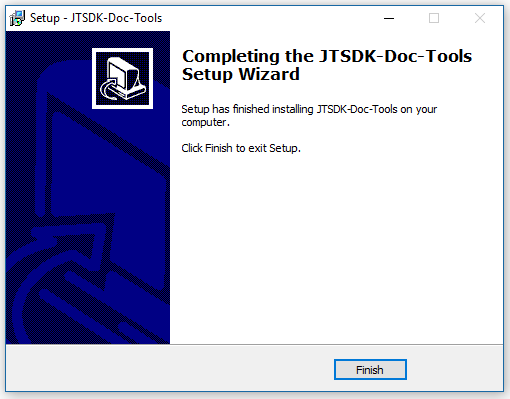 Setup - JTSDK-Doc-Tools
Completing the JTSDK-Doc-Tools
Setup Wizard
Setup has finished installing JTSDK-Doc-Tools on your
computer.
Click Finish to exit Setup.
Finish